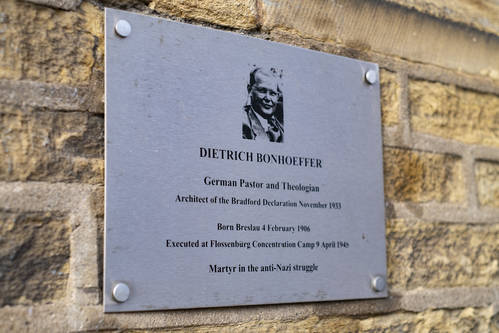 DIETRICH BONHOEFFER
German Pastor and Theologian
Architect of the Bradford Declaration November 1933
Born Breslau 4 February 1906
Executed at Flossenbürg Concentration Camp 9 April 1945
Martyr in the anti-Nazi struggle